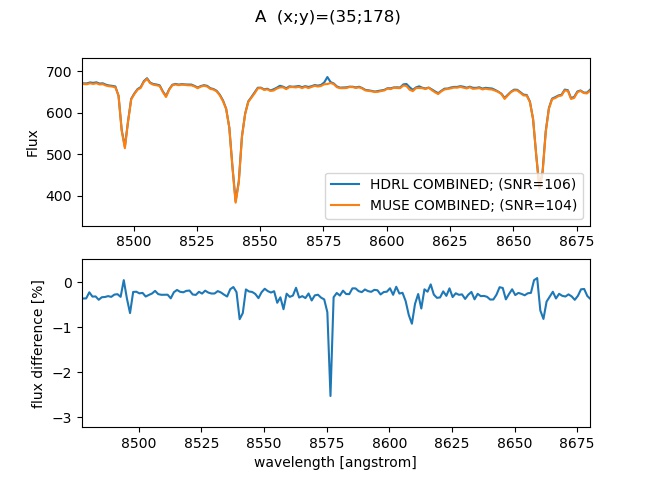 A (x;y)=(35;178)
700
600
500
400
Flux
HDRL COMBINED; (SNR=106)
MUSE COMBINED; (SNR=104)
8500 8525 8550 8575 8600 8625 8650 8675
0
−1
−2
−3
flux difference [%]
8500 8525 8550 8575 8600 8625 8650 8675
wavelength [angstrom]